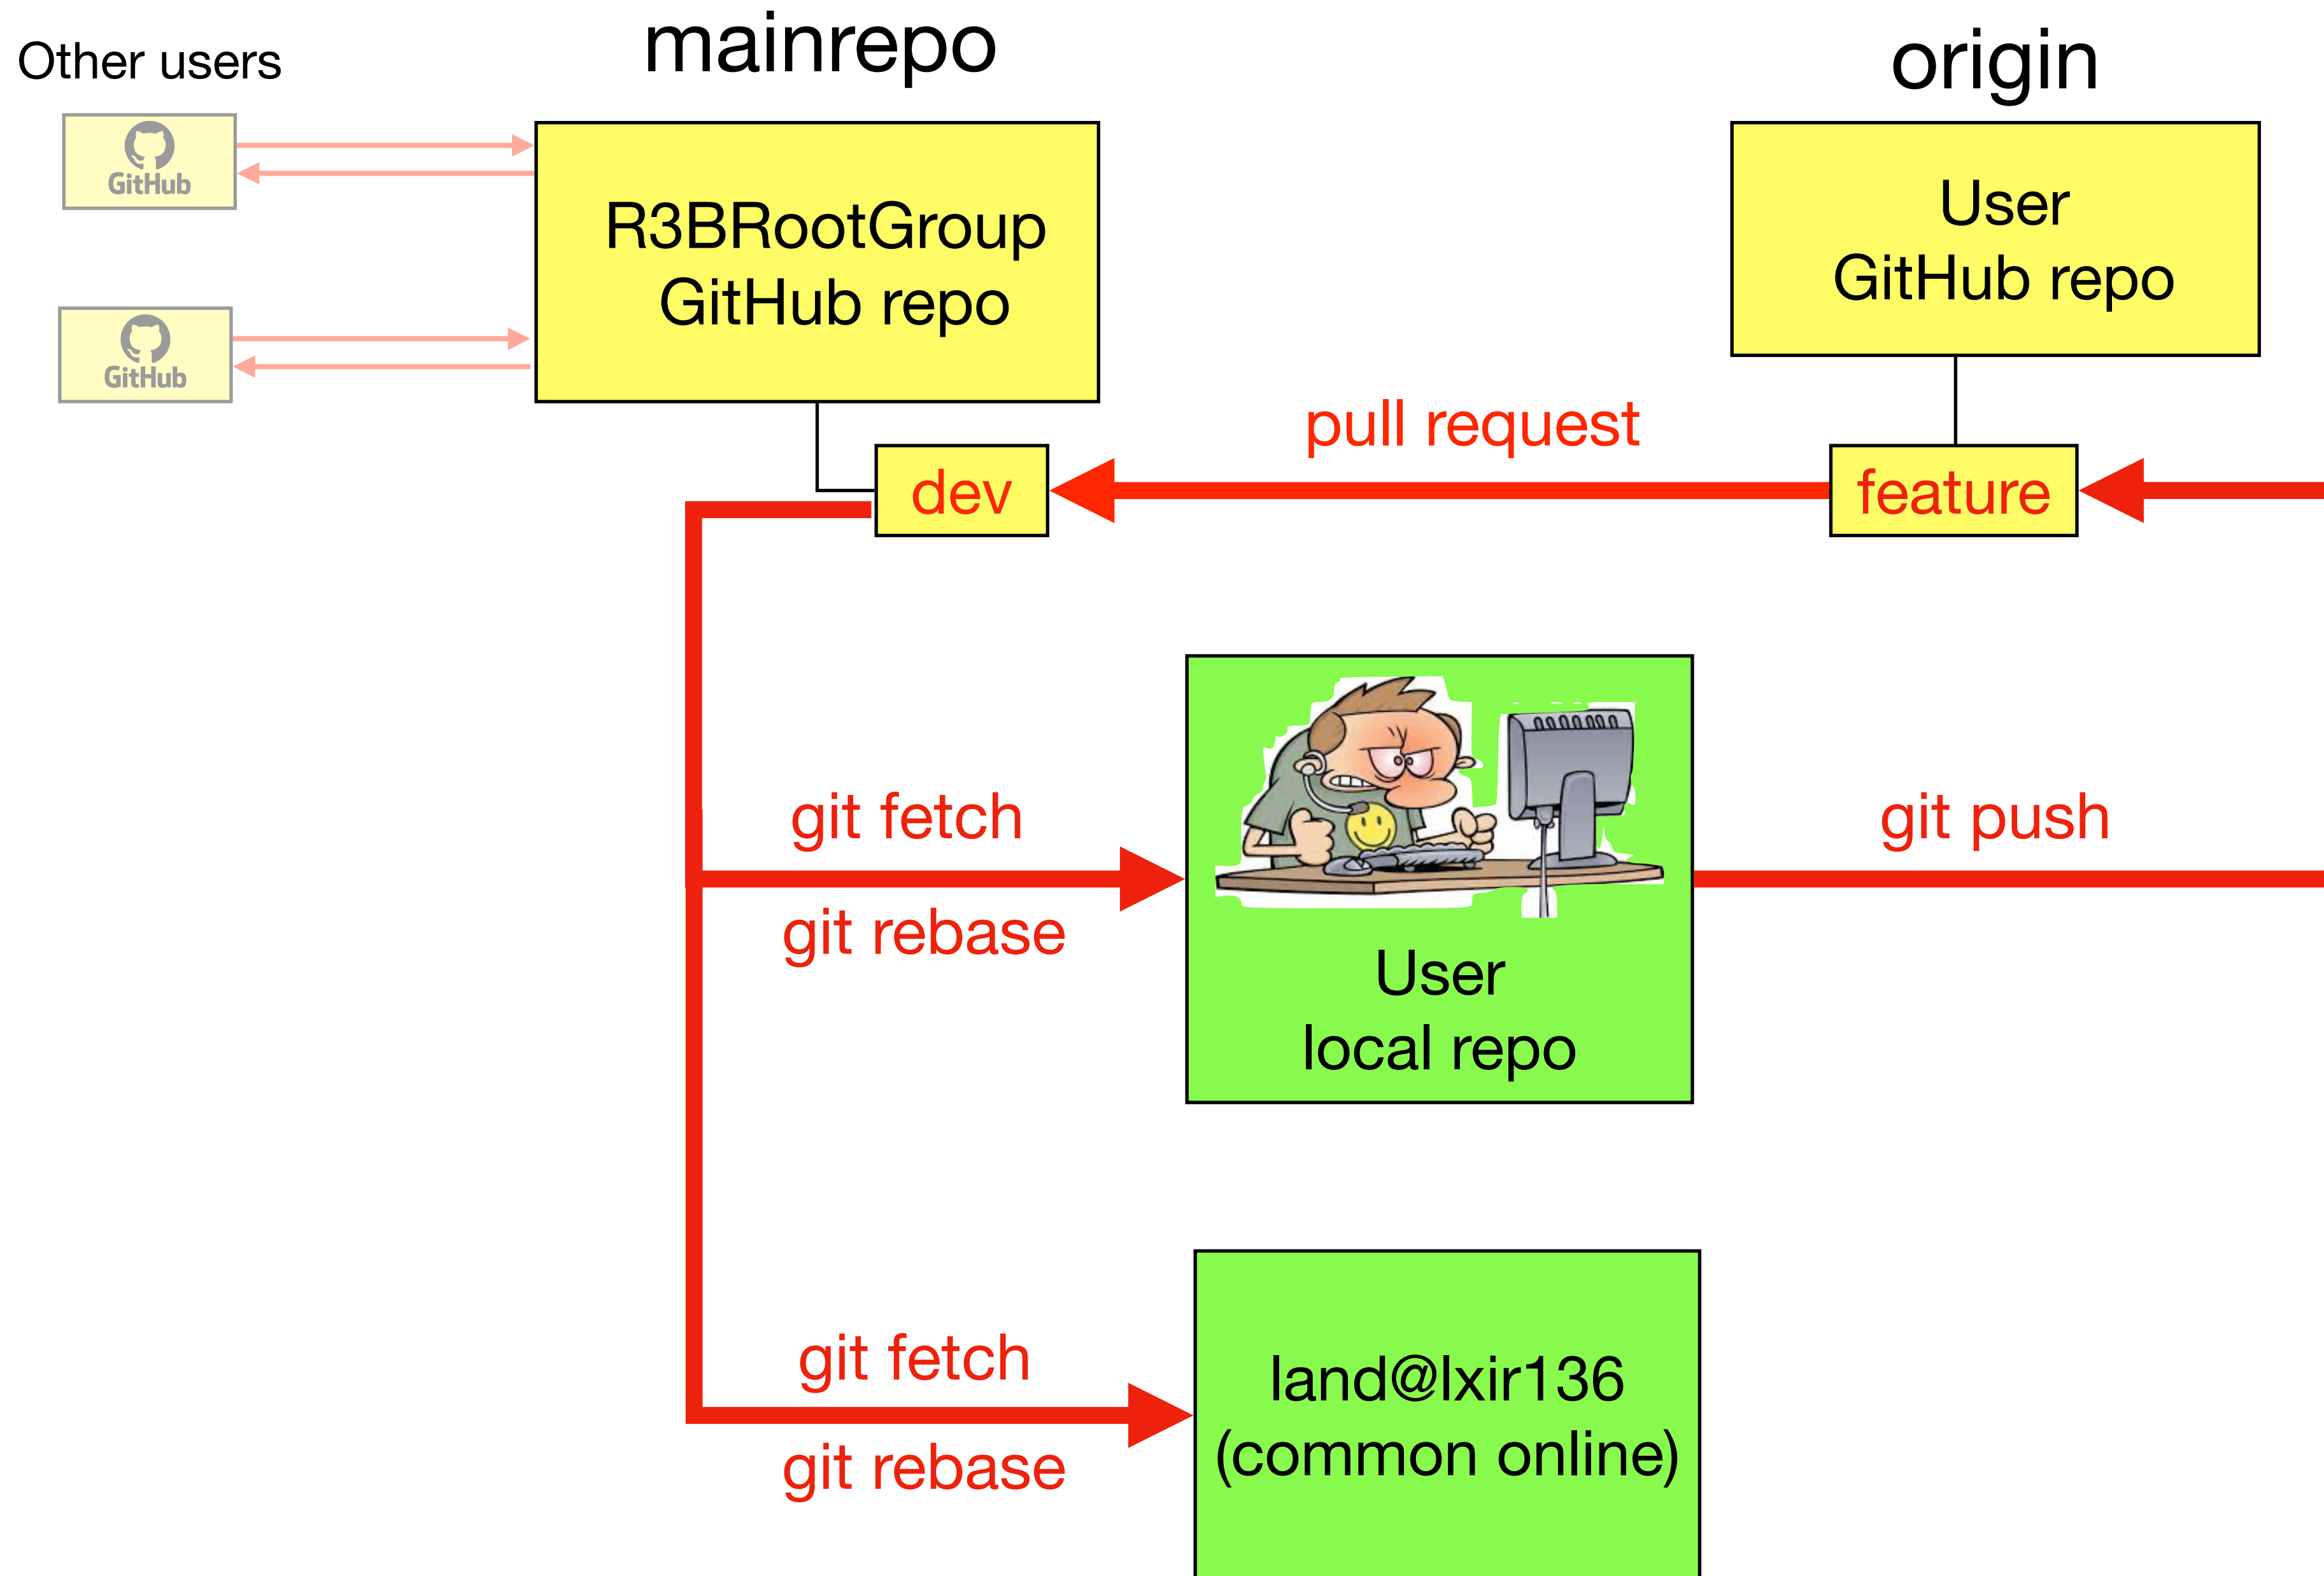 Other users
mainrepo
origin
GitHub
GitHub
R3BRootGroup
GitHub repo
User
GitHub repo
pull request
dev
feature
git fetch
git rebase
git push
User
local repo
git fetch
git rebase
land@lxir136
(common online)